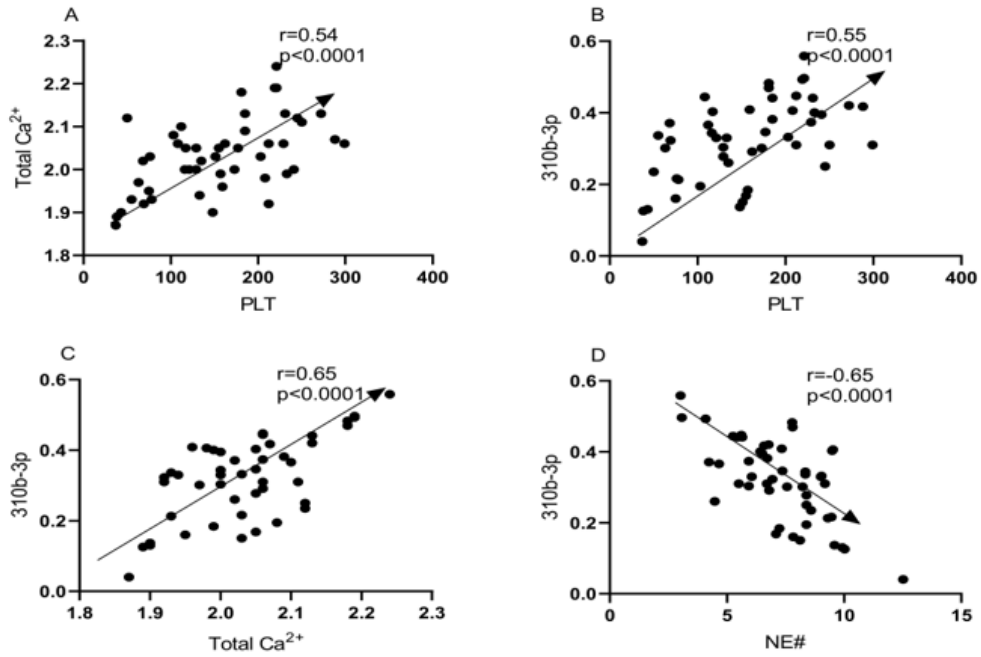 A
r=0.54
p<0.0001
2.3
2.2
2.1
2.0
1.9
1.8
Total Ca²⁺
0
100
200
300
400
PLT
B
r=0.55
p<0.0001
0.6
0.4
0.2
0.0
310b-3p
0
100
200
300
400
PLT
C
r=0.65
p<0.0001
0.6
0.4
0.2
0.0
310b-3p
1.8
1.9
2.0
2.1
2.2
2.3
Total Ca²⁺
D
r=-0.65
p<0.0001
0.6
0.4
0.2
0.0
310b-3p
0
5
10
15
NE#